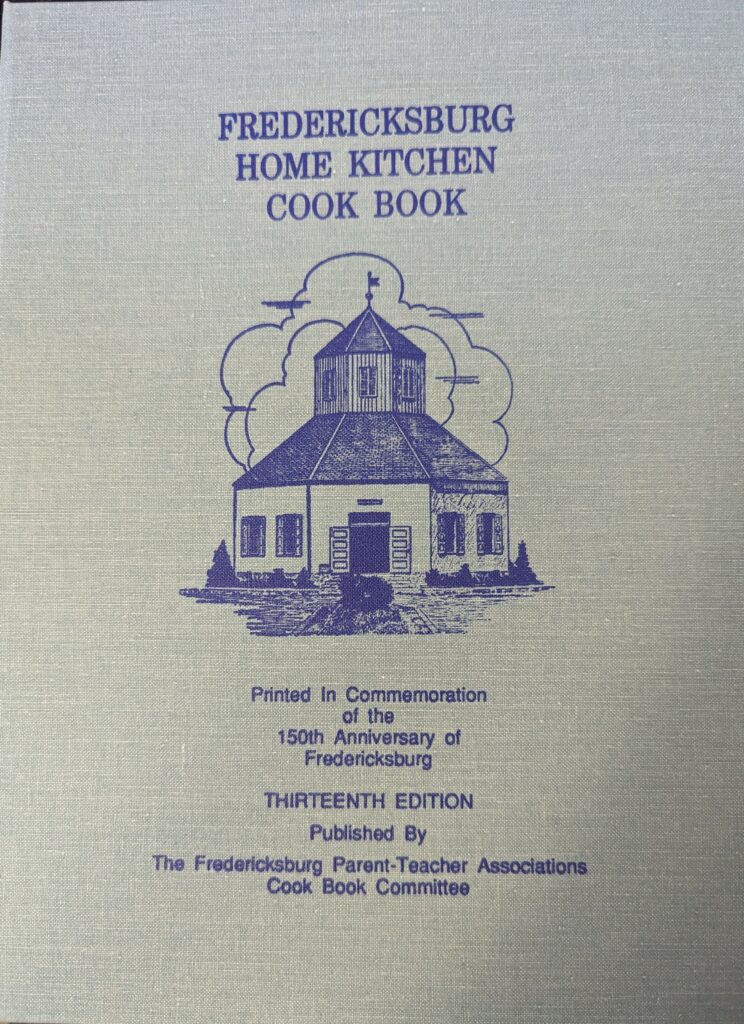 FREDERICKSBURG
HOME KITCHEN
COOK BOOK
Printed In Commemoration
of the
150th Anniversary of
Fredericksburg
THIRTEENTH EDITION
Published By
The Fredericksburg Parent-Teacher Associations
Cook Book Committee